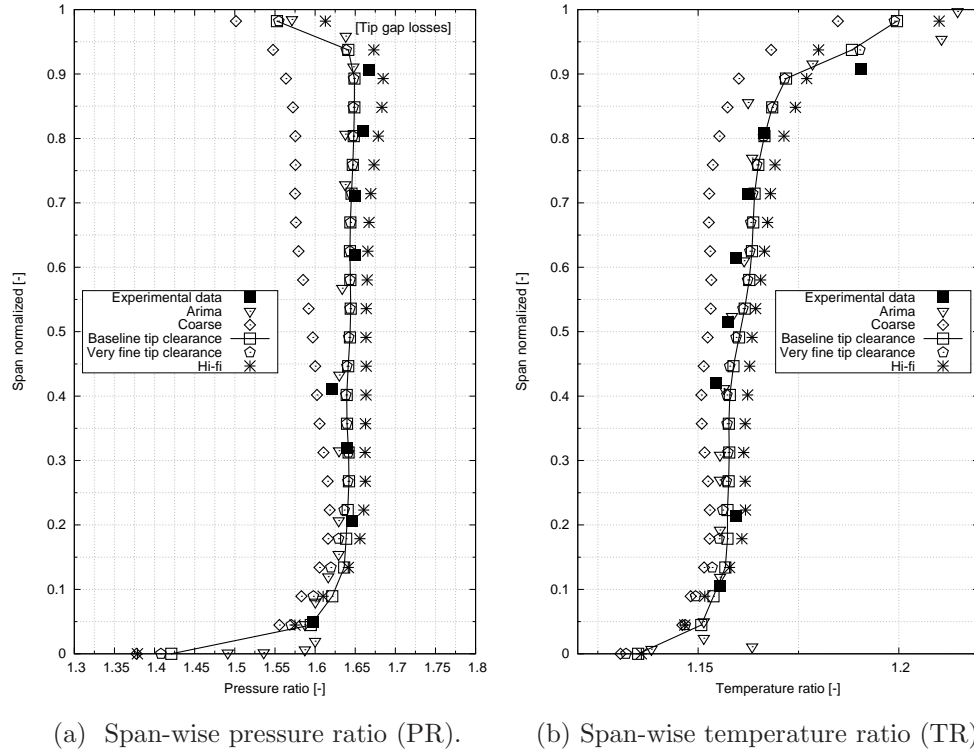 1
0.9
0.8
0.7
0.6
0.5
0.4
0.3
0.2
0.1
0
Span normalized [-]
[Tip gap losses]
Experimental data
Arima
Coarse
Baseline tip clearance
Very fine tip clearance
Hi-fi
1.3 1.35 1.4 1.45 1.5 1.55 1.6 1.65 1.7 1.75 1.8
Pressure ratio [-]
(a) Span-wise pressure ratio (PR).
1
0.9
0.8
0.7
0.6
0.5
0.4
0.3
0.2
0.1
0
Span normalized [-]
Experimental data
Arima
Coarse
Baseline tip clearance
Very fine tip clearance
Hi-fi
1.15 1.2
Temperature ratio [-]
(b) Span-wise temperature ratio (TR)